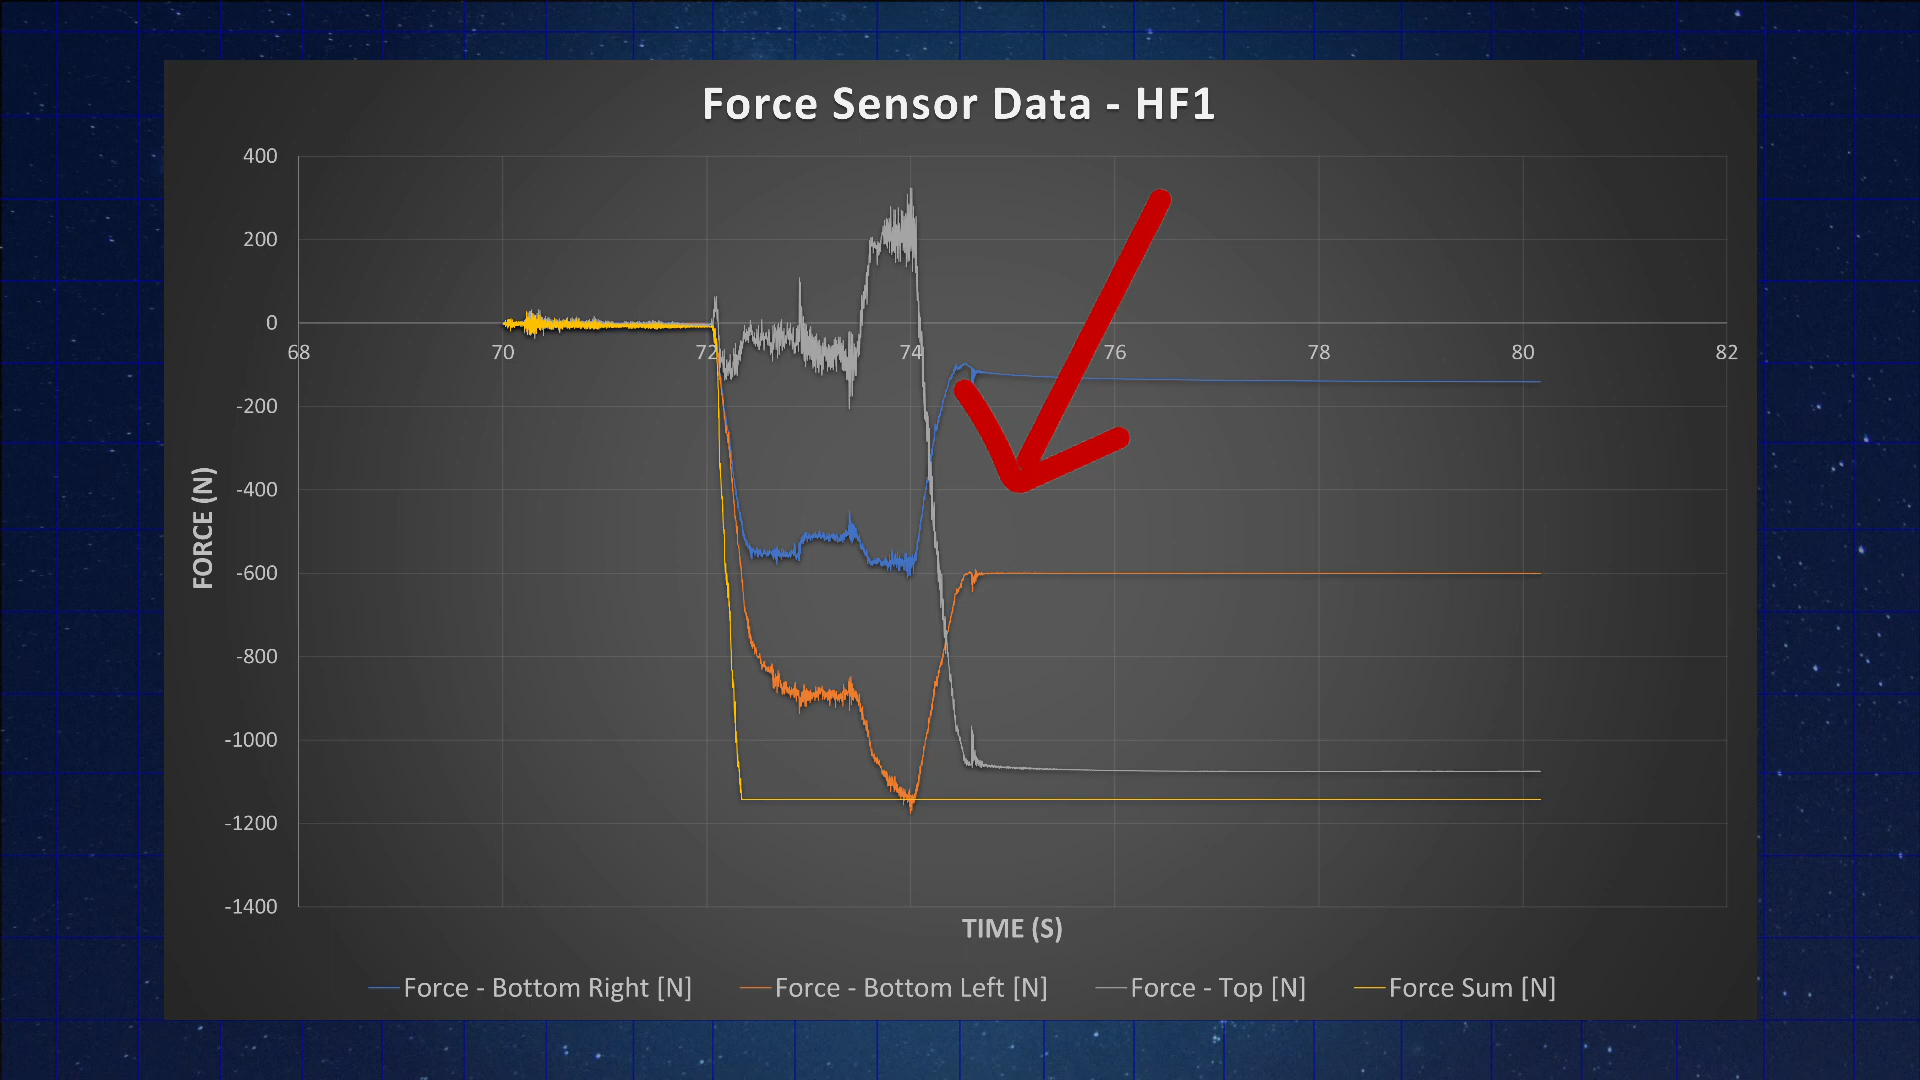 Force Sensor Data - HF1
400
200
0
68 70 72 74 76 78 80 82
-200
-400
-600
-800
-1000
-1200
-1400
FORCE (N)
TIME (S)
Force - Bottom Right [N] Force - Bottom Left [N] Force - Top [N] Force Sum [N]